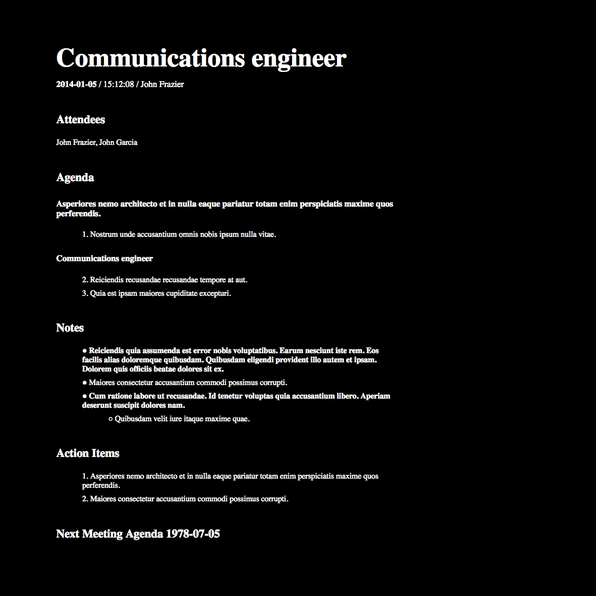 Communications engineer
2014-01-05 / 15:12:08 / John Frazier
Attendees
John Frazier, John Garcia
Agenda
Asperiores nemo architecto et in nulla eaque pariatur totam enim perspiciatis maxime quos
perferendis.
1. Nostrum unde accusantium omnis nobis ipsum nulla vitae.
Communications engineer
2. Reiciendis recusandae recusandae tempore at aut.
3. Quia est ipsam maiores cupiditate excepturi.
Notes
● Reiciendis quia assumenda est error nobis voluptatibus. Earum nesciunt iste rem. Eos
facilis alias doloremque quibusdam. Quibusdam eligendi provident illo autem et ipsam.
Dolorem quis officiis beatae dolores sit ex.
● Maiores consectetur accusantium commodi possimus corrupti.
● Cum ratione labore ut recusandae. Id tenetur voluptas quia accusantium libero. Aperiam
deserunt suscipit dolores nam.
○ Quibusdam velit iure itaque maxime quae.
Action Items
1. Asperiores nemo architecto et in nulla eaque pariatur totam enim perspiciatis maxime quos
perferendis.
2. Maiores consectetur accusantium commodi possimus corrupti.
Next Meeting Agenda 1978-07-05